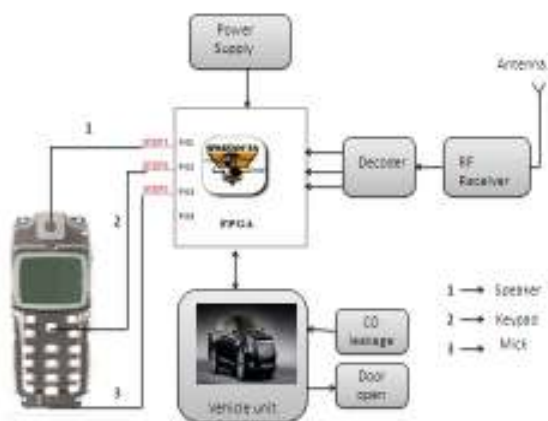 Power
Supply
Antenna
1
Decoder
RF
Receiver
2
FPGA
1 → Speaker
CO
leakage
2 → Keypad
3 → Mick
Door
open
3
Vehicle unit